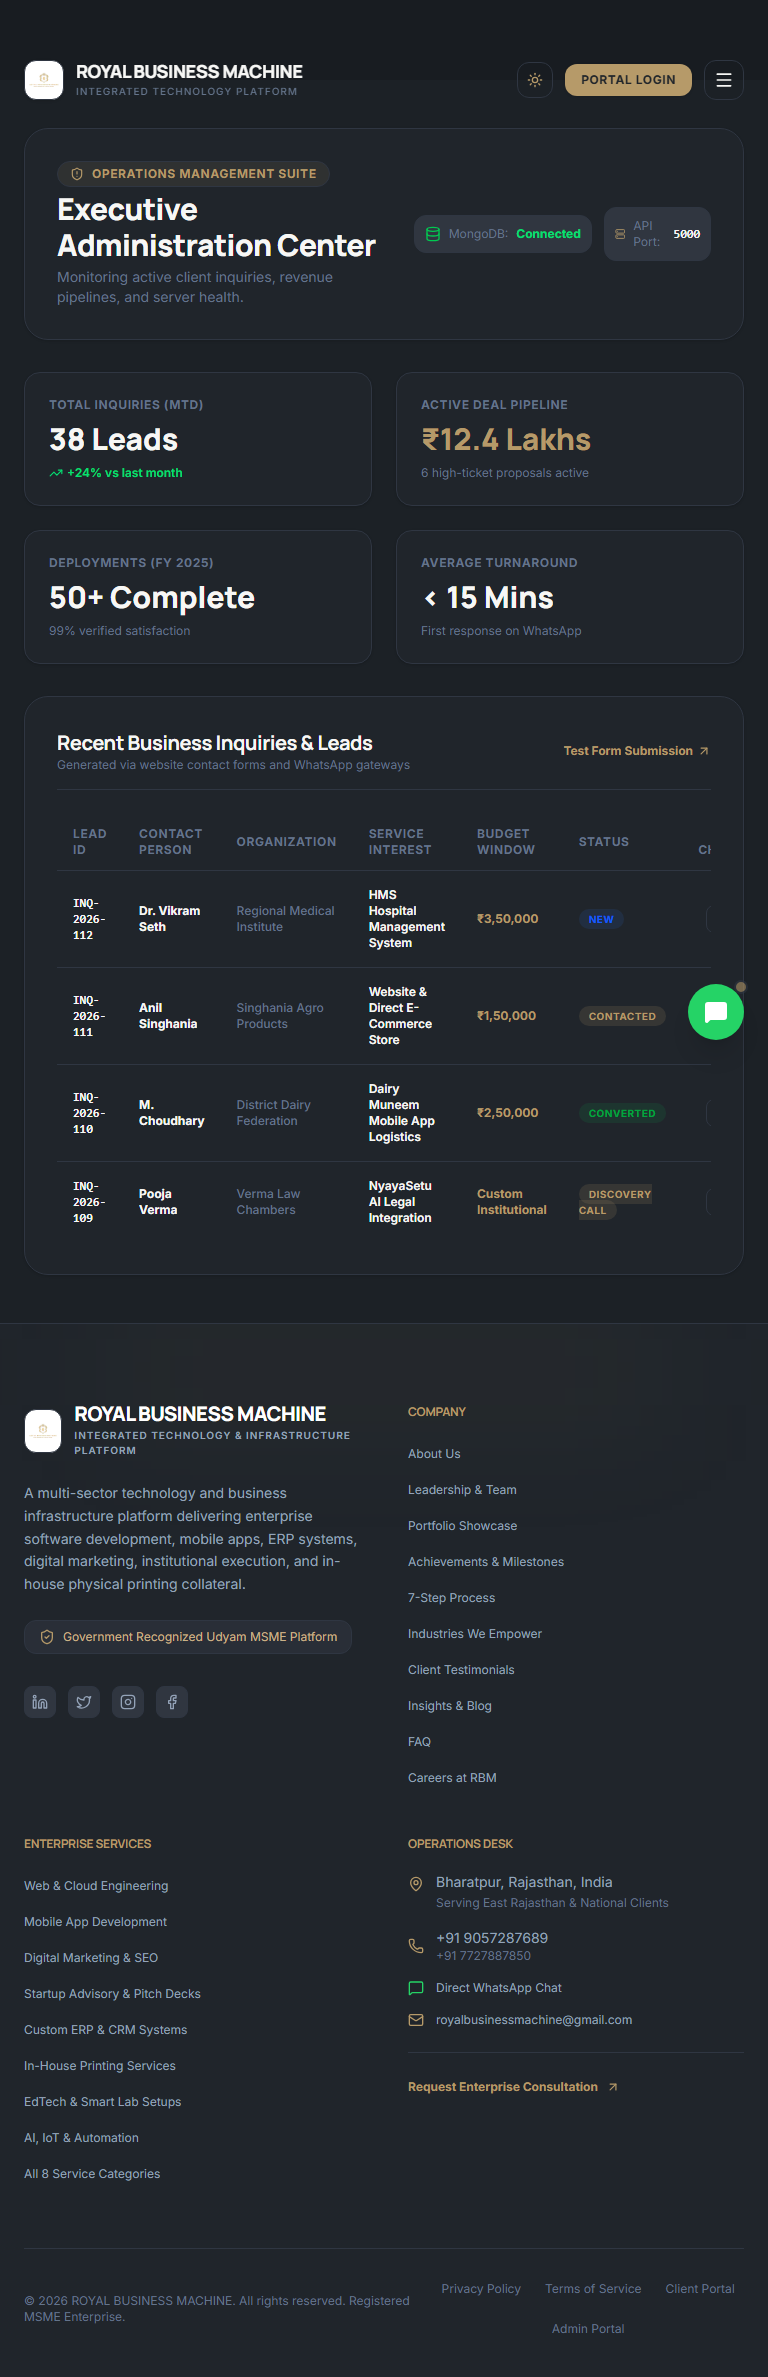 ROYAL BUSINESS MACHINE
INTEGRATED TECHNOLOGY PLATFORM
PORTAL LOGIN
OPERATIONS MANAGEMENT SUITE
Executive
Administration Center
Monitoring active client inquiries, revenue
pipelines, and server health.
MongoDB: Connected
API
Port: 5000
TOTAL INQUIRIES (MTD)
38 Leads
+24% vs last month
ACTIVE DEAL PIPELINE
₹12.4 Lakhs
6 high-ticket proposals active
DEPLOYMENTS (FY 2025)
50+ Complete
99% verified satisfaction
AVERAGE TURNAROUND
< 15 Mins
First response on WhatsApp
Recent Business Inquiries & Leads
Generated via website contact forms and WhatsApp gateways
Test Form Submission
LEAD
ID
CONTACT
PERSON
ORGANIZATION
SERVICE
INTEREST
BUDGET
WINDOW
STATUS
INQ-
2026-
112
Dr. Vikram
Seth
Regional Medical
Institute
HMS
Hospital
Management
System
₹3,50,000
NEW
INQ-
2026-
111
Anil
Singhania
Singhania Agro
Products
Website &
Direct E-
Commerce
Store
₹1,50,000
CONTACTED
INQ-
2026-
110
M.
Choudhary
District Dairy
Federation
Dairy
Muneem
Mobile App
Logistics
₹2,50,000
CONVERTED
INQ-
2026-
109
Pooja
Verma
Verma Law
Chambers
NyayaSetu
AI Legal
Integration
Custom
Institutional
DISCOVERY
CALL
ROYAL BUSINESS MACHINE
INTEGRATED TECHNOLOGY & INFRASTRUCTURE
PLATFORM
A multi-sector technology and business
infrastructure platform delivering enterprise
software development, mobile apps, ERP systems,
digital marketing, institutional execution, and in-
house physical printing collateral.
Government Recognized Udyam MSME Platform
COMPANY
About Us
Leadership & Team
Portfolio Showcase
Achievements & Milestones
7-Step Process
Industries We Empower
Client Testimonials
Insights & Blog
FAQ
Careers at RBM
ENTERPRISE SERVICES
Web & Cloud Engineering
Mobile App Development
Digital Marketing & SEO
Startup Advisory & Pitch Decks
Custom ERP & CRM Systems
In-House Printing Services
EdTech & Smart Lab Setups
AI, IoT & Automation
All 8 Service Categories
OPERATIONS DESK
Bharatpur, Rajasthan, India
Serving East Rajasthan & National Clients
+91 9057287689
+91 7727887850
Direct WhatsApp Chat
royalbusinessmachine@gmail.com
Request Enterprise Consultation
© 2026 ROYAL BUSINESS MACHINE. All rights reserved. Registered
MSME Enterprise.
Privacy Policy
Terms of Service
Client Portal
Admin Portal